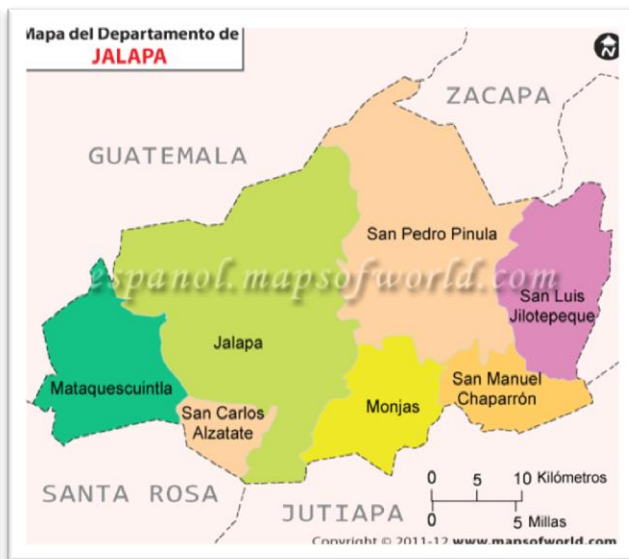 Mapa del Departamento de
JALAPA
N
ZACAPA
GUATEMALA
San Pedro Pinula
espanol.mapsofworld.com
San Luis
Jilotepeque
Jalapa
Mataquescuintla
San Carlos
Alzatate
Monjas
San Manuel
Chaparrón
0 5 10 Kilómetros
0 5 Millas
SANTA ROSA
JUTIAPA
Copyright © 2011-12 www.mapsofworld.com